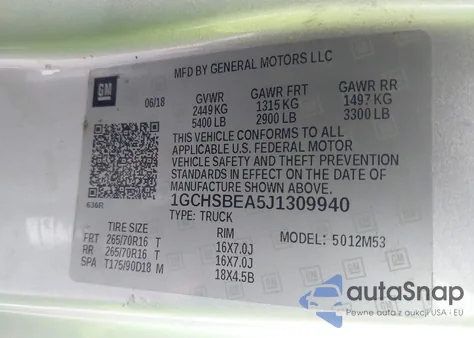 MFD BY GENERAL MOTORS LLC
GM
06/18
GVWR GAWR FRT GAWR RR
2449 KG 1315 KG 1497 KG
5400 LB 2900 LB 3300 LB
THIS VEHICLE CONFORMS TO ALL
APPLICABLE U.S. FEDERAL MOTOR
VEHICLE SAFETY AND THEFT PREVENTION
STANDARDS IN EFFECT ON THE DATE OF
MANUFACTURE SHOWN ABOVE.
1GCHSBEA5J1309940
TYPE: TRUCK
636R
TIRE SIZE RIM MODEL: 5012M53
FRT 265/70R16 T 16X7.0J
RR 265/70R16 T 16X7.0J
SPA T175/90D18 M 18X4.5B
autoSnap
Pewne auta z aukcji USA i EU